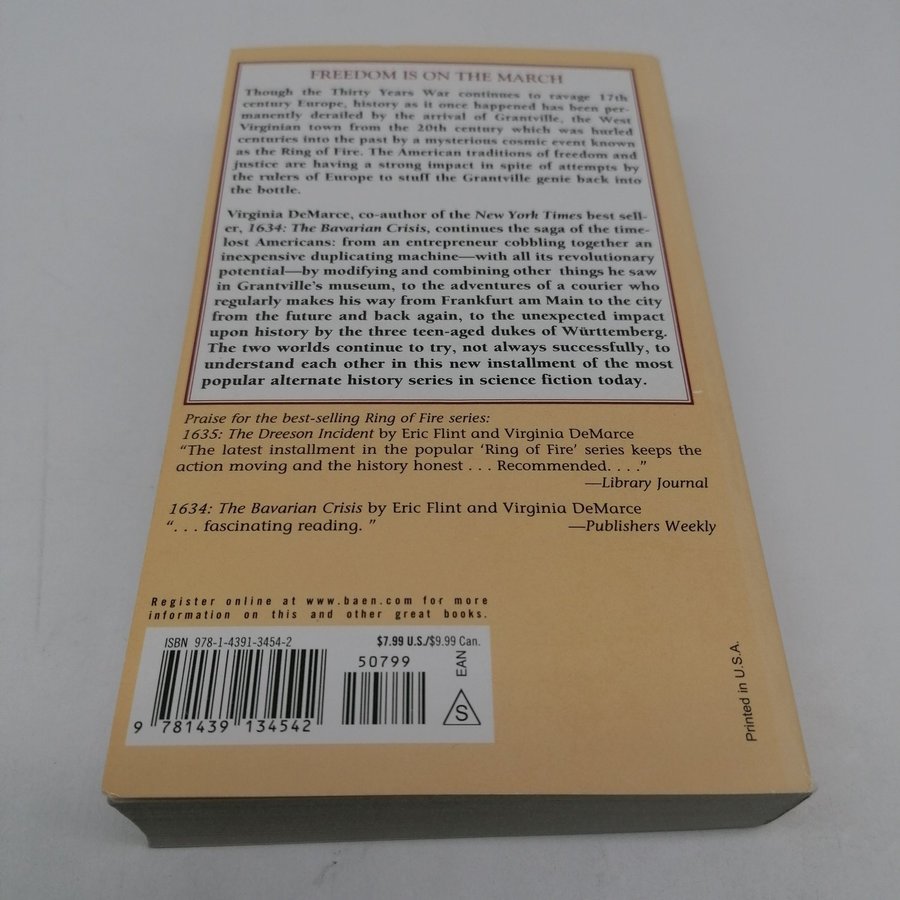 FREEDOM IS ON THE MARCH
Though the Thirty Years War continues to ravage 17th
century Europe, history as it once happened has been per-
manently derailed by the arrival of Grantville, the West
Virginian town from the 20th century which was hurled
centuries into the past by a mysterious cosmic event known
as the Ring of Fire. The American traditions of freedom and
justice are having a strong impact in spite of attempts by
the rulers of Europe to stuff the Grantville genie back into
the bottle.
Virginia DeMarce, co-author of the New York Times best sell-
er, 1634: The Bavarian Crisis, continues the saga of the time-
lost Americans: from an entrepreneur cobbling together an
inexpensive duplicating machine—with all its revolutionary
potential—by modifying and combining other things he saw
in Grantville's museum, to the adventures of a courier who
regularly makes his way from Frankfurt am Main to the city
from the future and back again, to the unexpected impact
upon history by the three teen-aged dukes of Württemberg.
The two worlds continue to try, not always successfully, to
understand each other in this new installment of the most
popular alternate history series in science fiction today.
Praise for the best-selling Ring of Fire series:
1635: The Dreeson Incident by Eric Flint and Virginia DeMarce
"The latest installment in the popular 'Ring of Fire' series keeps the
action moving and the history honest . . . Recommended. . . ."
—Library Journal
1634: The Bavarian Crisis by Eric Flint and Virginia DeMarce
". . . fascinating reading. " —Publishers Weekly
Register online at www.baen.com for more
information on this and other great books.
ISBN 978-1-4391-3454-2 $7.99 U.S./$9.99 Can.
50799
EAN
S
9 781439 134542
Printed in U.S.A.